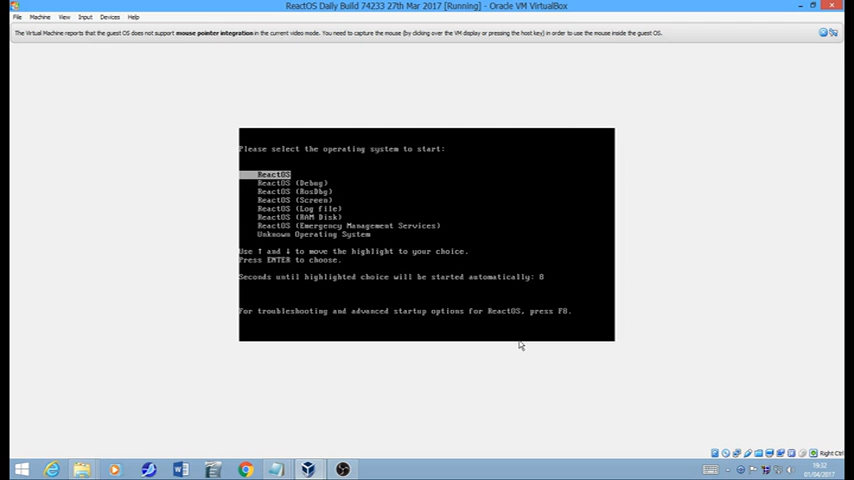 ReactOS Daily Build 74233 27th Mar 2017 [Running] - Oracle VM VirtualBox
File Machine View Input Devices Help
The Virtual Machine reports that the guest OS does not support mouse pointer integration in the current video mode. You need to capture the mouse (by clicking over the VM display or pressing the host key) in order to use the mouse inside the guest OS.
Please select the operating system to start:
ReactOS
ReactOS (Debug)
ReactOS (RosDbg)
ReactOS (Screen)
ReactOS (Log file)
ReactOS (RAM Disk)
ReactOS (Emergency Management Services)
Unknown Operating System
Use ↑ and ↓ to move the highlight to your choice.
Press ENTER to choose.
Seconds until highlighted choice will be started automatically: 8
For troubleshooting and advanced startup options for ReactOS, press F8.
Right Ctrl
19:32
01/04/2017